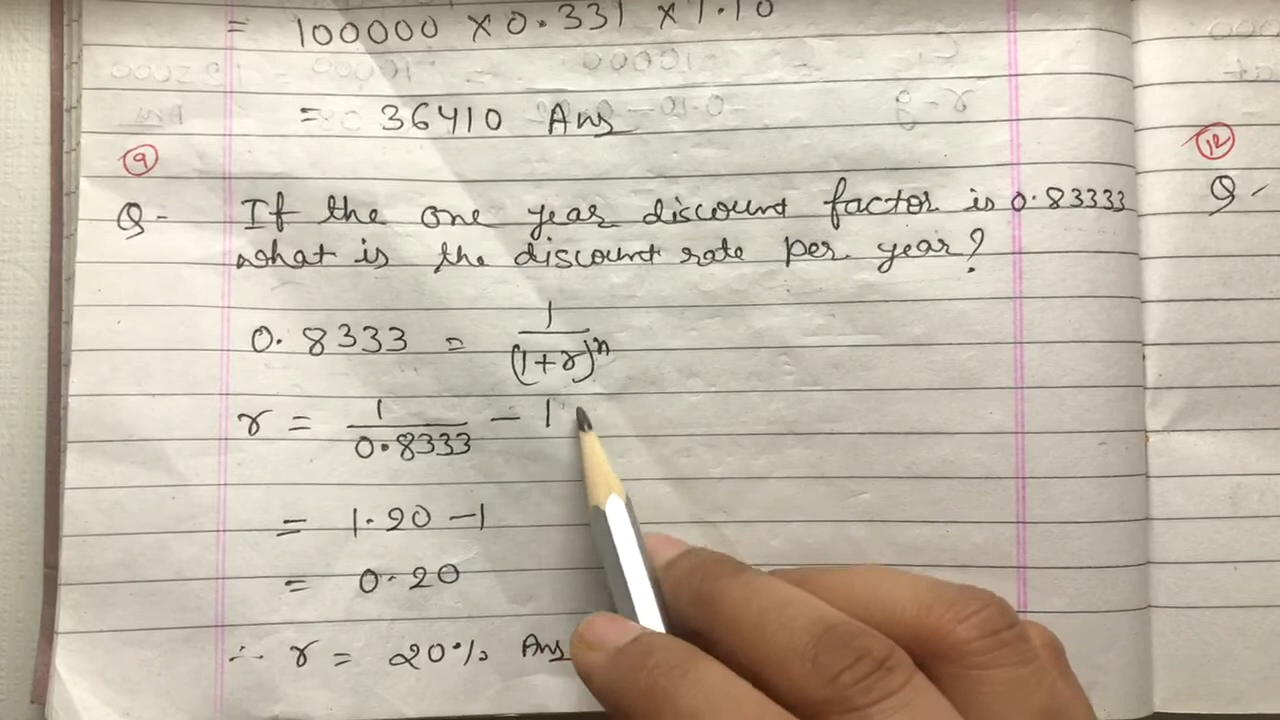 = 100000 × 0.331 × 1.10
= 36410 Ans
9
Q- If the one year discount factor is 0.83333
what is the discount rate per year?
0.8333 = 1/(1+r)^n
r = 1/0.8333 - 1
= 1.20 - 1
= 0.20
∴ r = 20% Ans
12
Q-